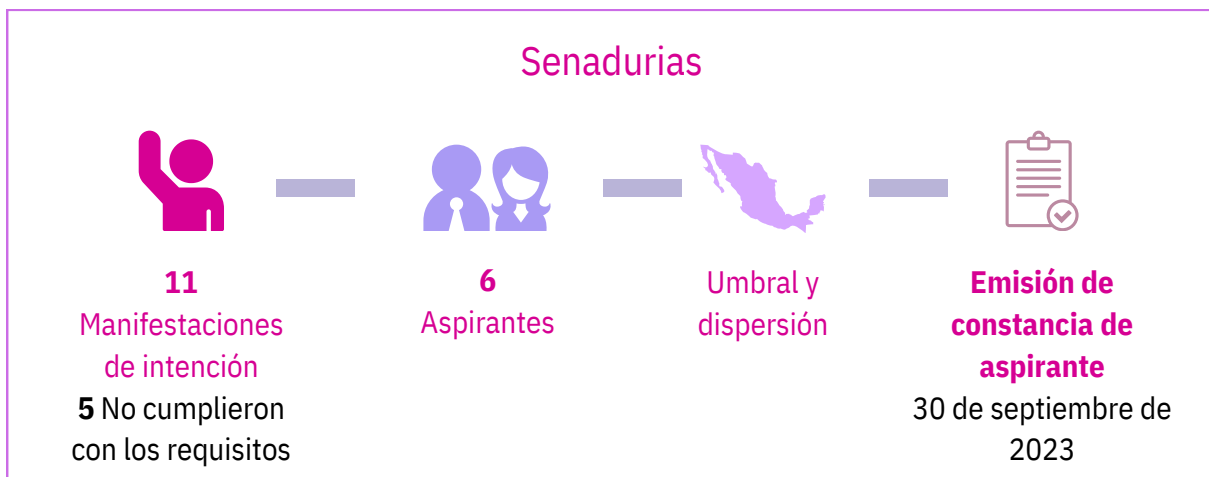 Senadurias
11
Manifestaciones
de intención
5 No cumplieron
con los requisitos
6
Aspirantes
Umbral y
dispersión
Emisión de
constancia de
aspirante
30 de septiembre de
2023